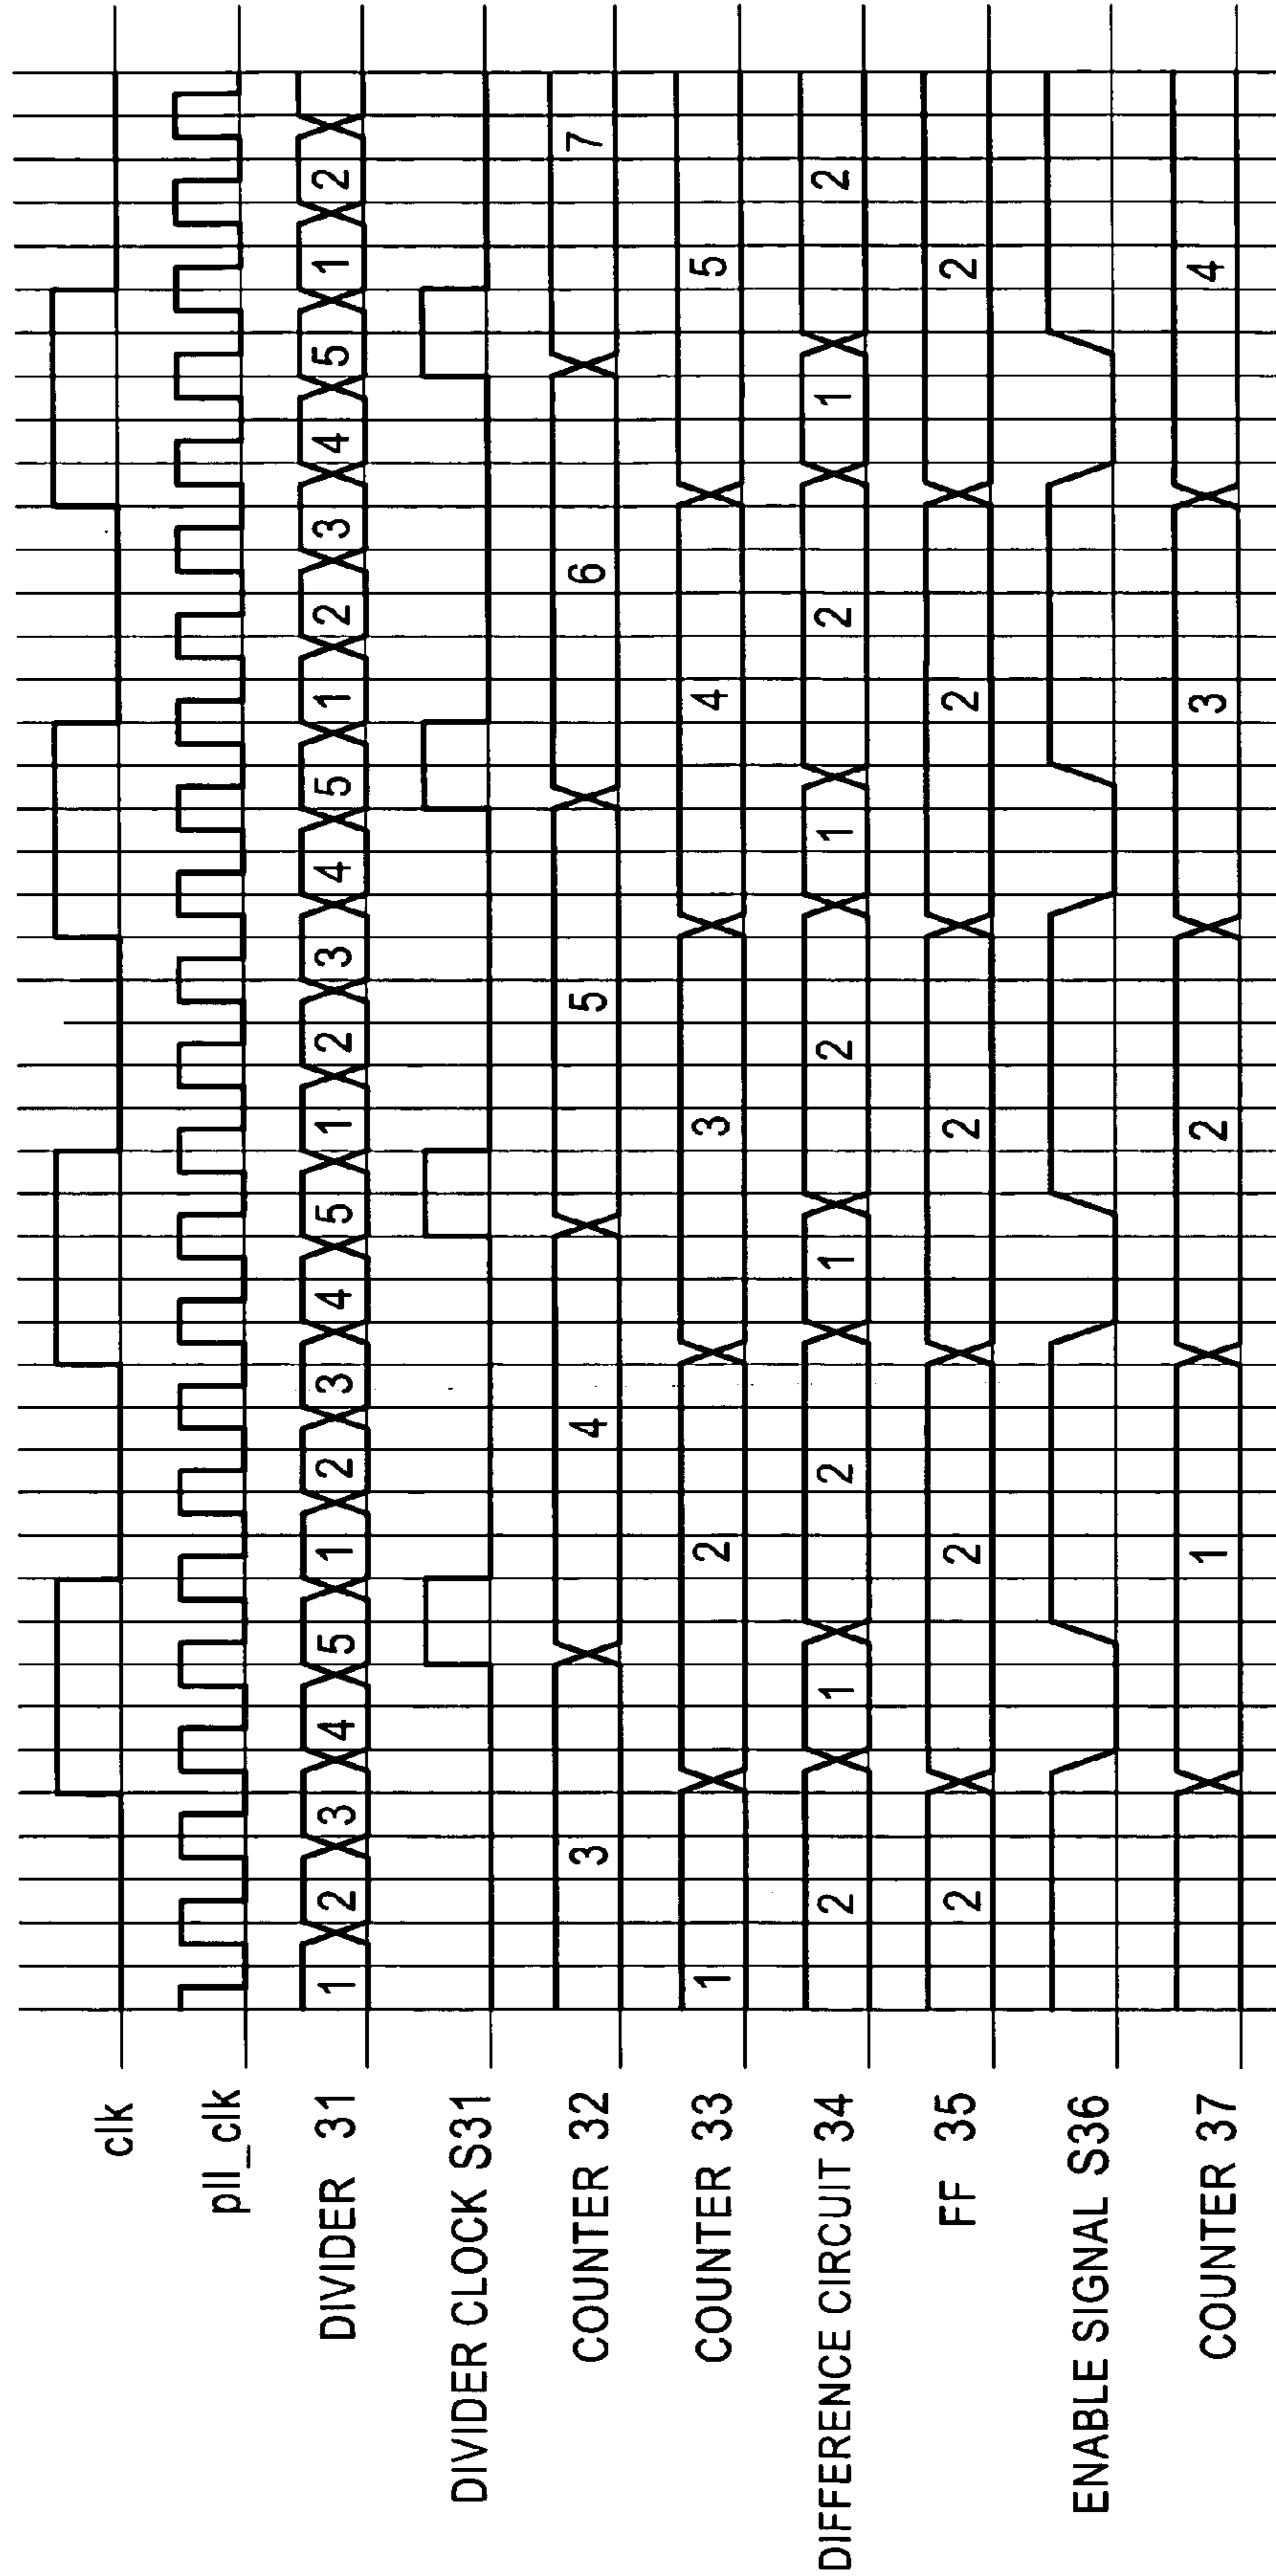 clk
pll_clk
DIVIDER 31 1 2 3 4 5 1 2 3 4 5 1 2 3 4 5 1 2 3 4 5 1 2
DIVIDER CLOCK S31
COUNTER 32 3 4 5 6 7
COUNTER 33 1 2 3 4 5
DIFFERENCE CIRCUIT 34 2 1 2 1 2 1 2 1 2
FF 35 2 2 2 2 2
ENABLE SIGNAL S36
COUNTER 37 1 2 3 4